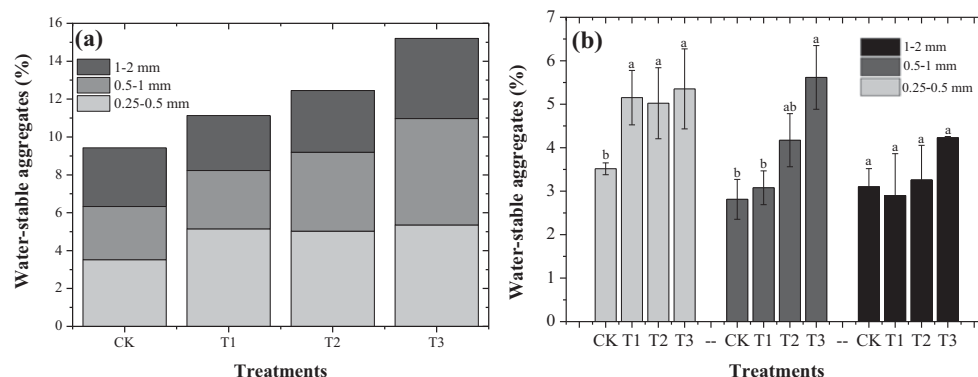 (a)
16
14
12
10
8
6
4
2
0
Water-stable aggregates (%)
1-2 mm
0.5-1 mm
0.25-0.5 mm
CK T1 T2 T3
Treatments
(b)
7
6
5
4
3
2
1
0
Water-stable aggregates (%)
1-2 mm
0.5-1 mm
0.25-0.5 mm
b a a a b b ab a a a a a
CK T1 T2 T3 -- CK T1 T2 T3 -- CK T1 T2 T3
Treatments